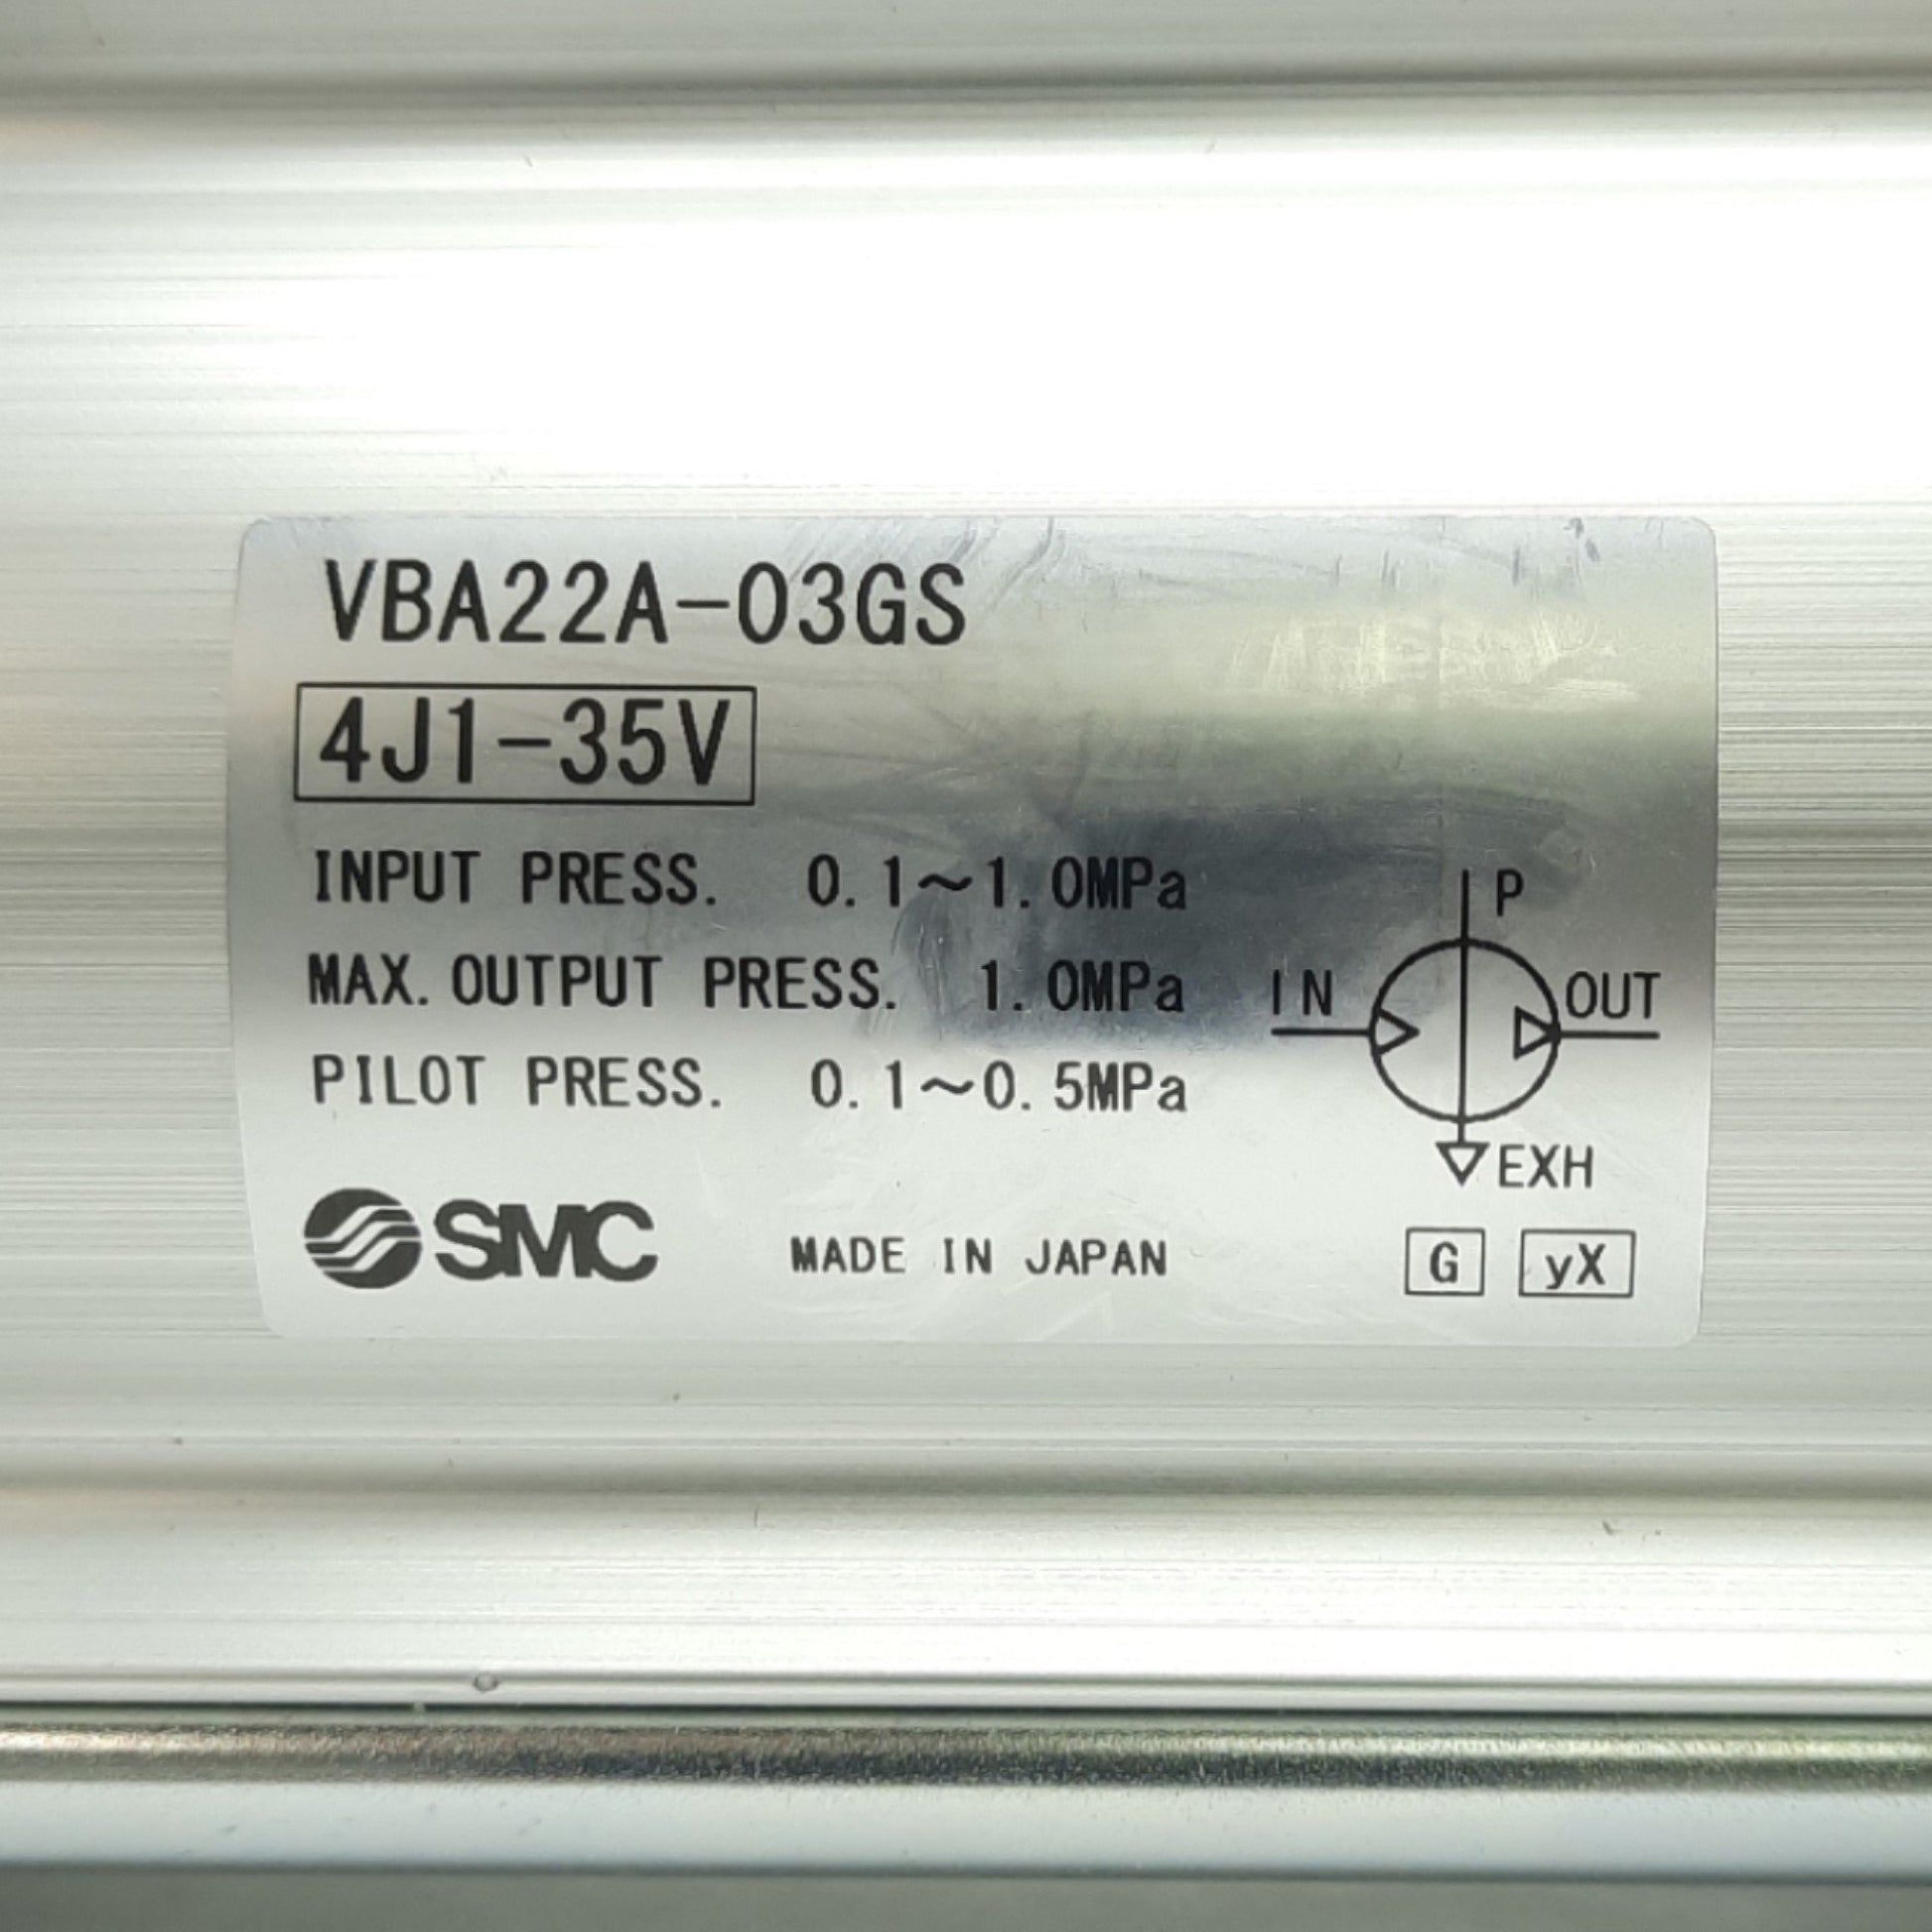 VBA22A-03GS
4J1-35V
INPUT PRESS. 0.1~1.0MPa
MAX. OUTPUT PRESS. 1.0MPa
PILOT PRESS. 0.1~0.5MPa
P
IN
OUT
EXH
SMC
MADE IN JAPAN
G yX